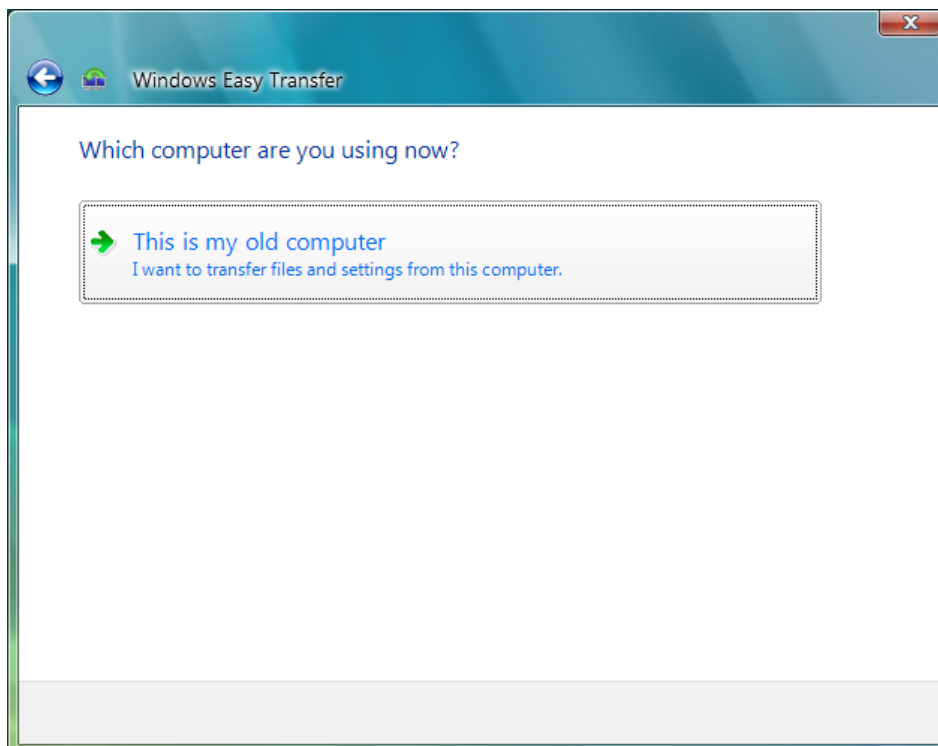 Windows Easy Transfer
Which computer are you using now?
This is my old computer
I want to transfer files and settings from this computer.